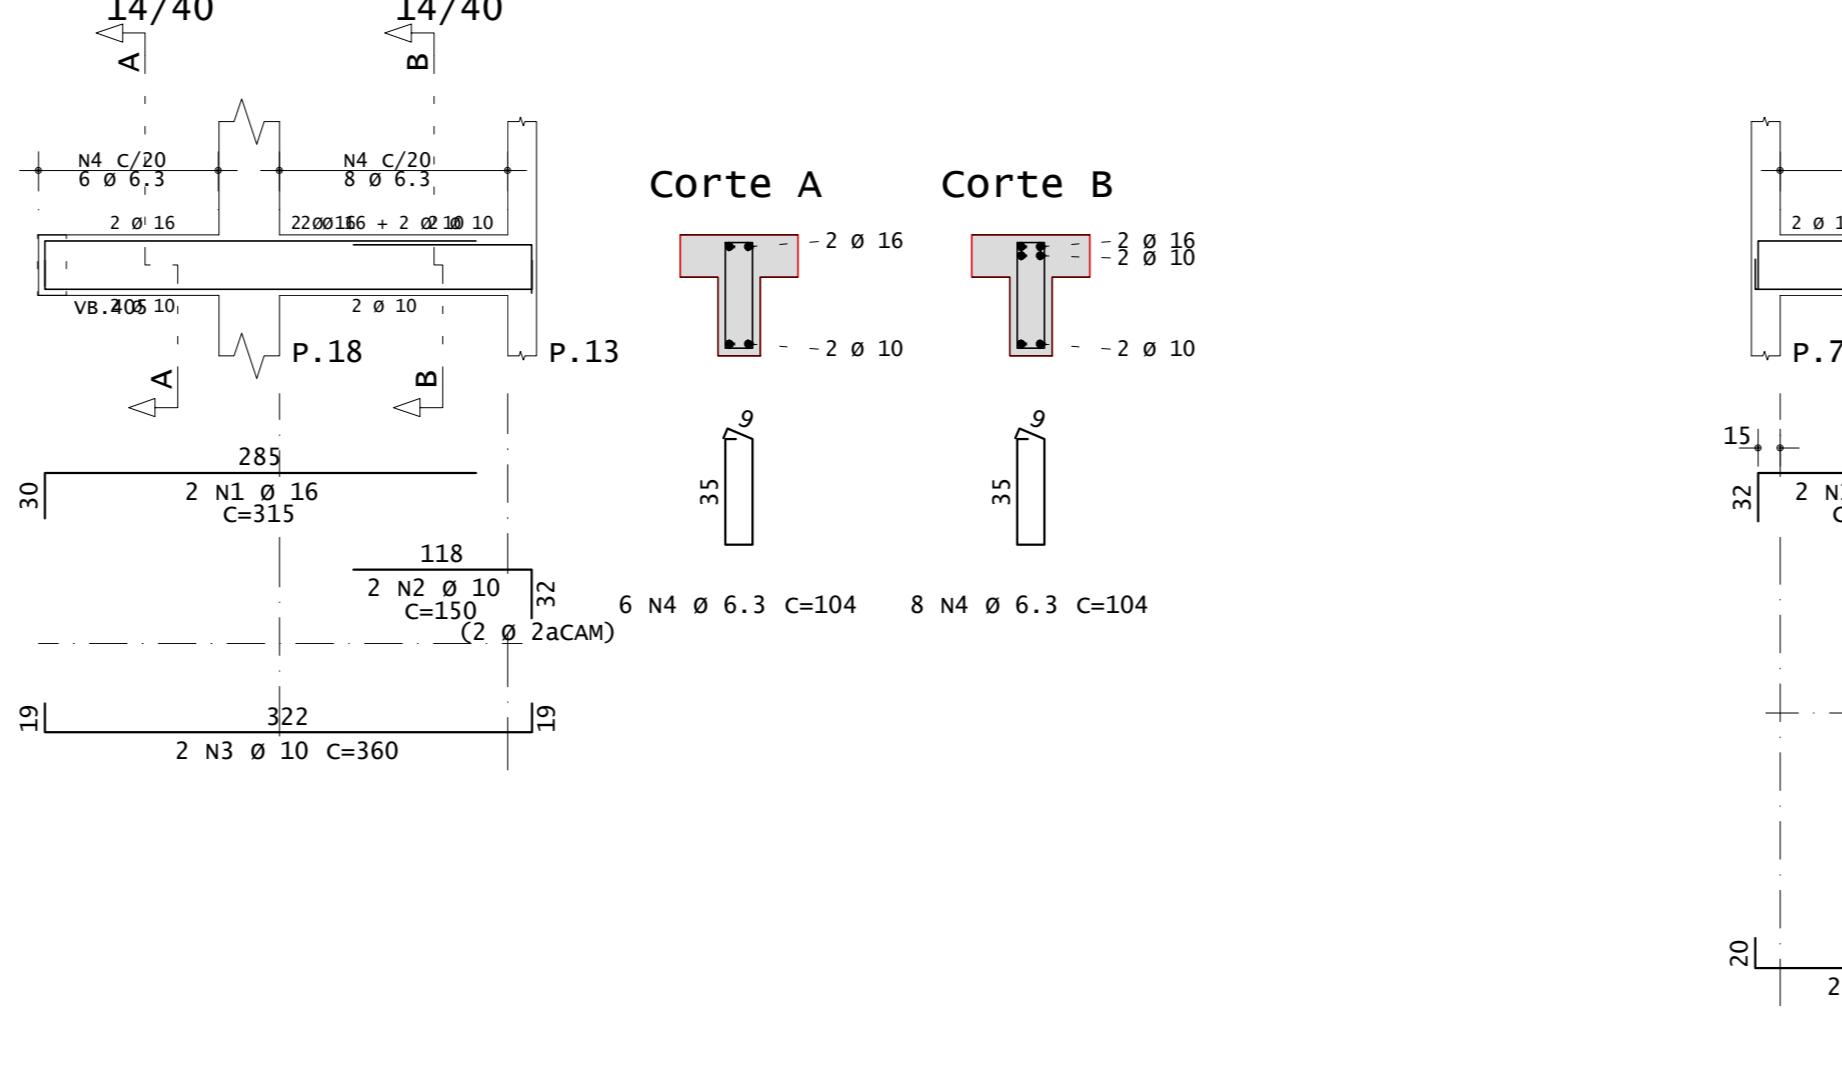 14/40
14/40
A
B
N4 C/20
6 Ø 6.3
N4 C/20
8 Ø 6.3
Corte A
Corte B
2 Ø 16
2 Ø 10
2 Ø 16
2 Ø 16
2 Ø 10
VB.405
2 Ø 10
P.18
P.13
2 Ø 10
2 Ø 10
P.7
A
B
9
9
15
285
30
2 N1 Ø 16
C=315
35
35
32
118
2 N2 Ø 10
C=150
32
(2 Ø 2aCAM)
6 N4 Ø 6.3 C=104
8 N4 Ø 6.3 C=104
19
322
19
2 N3 Ø 10 C=360
20